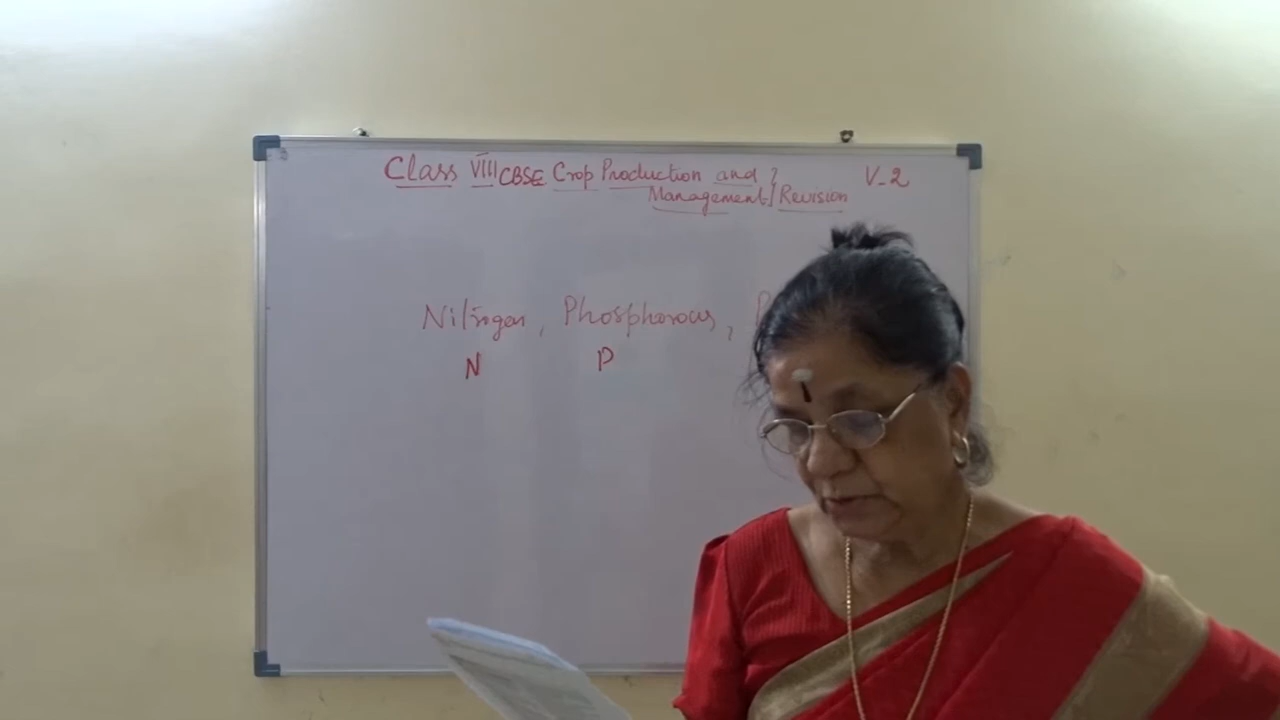 Class VIII CBSE Crop Production and V-2
Management / Revision
Nitrogen, Phosphorous,
N P